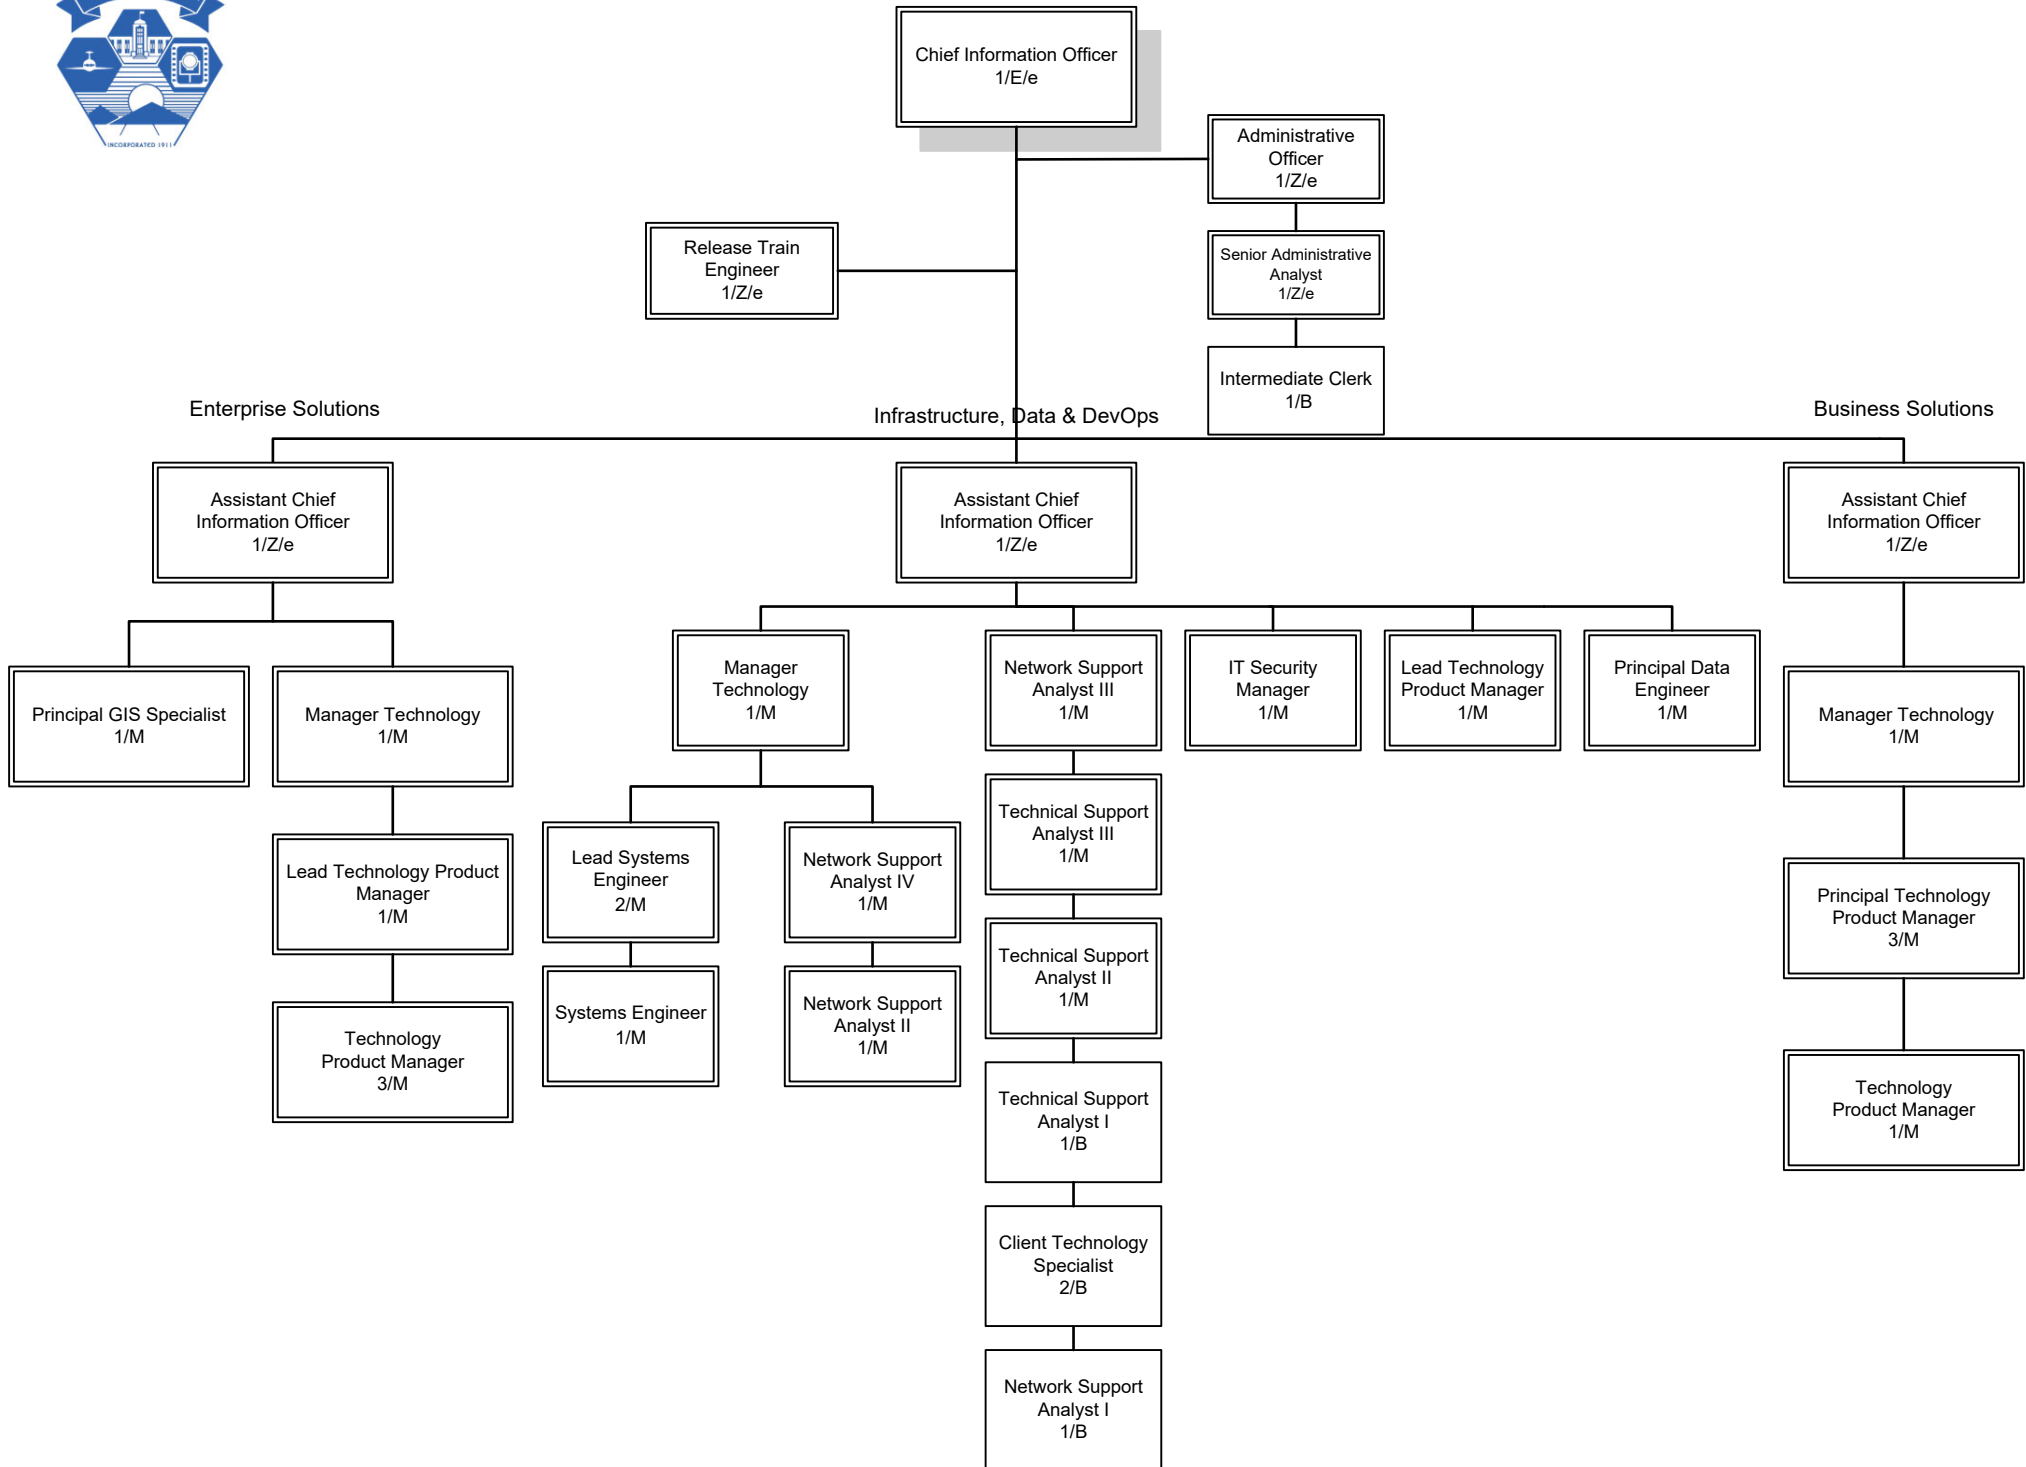 INCORPORATED 1911
Chief Information Officer
1/E/e
Administrative
Officer
1/Z/e
Release Train
Engineer
1/Z/e
Senior Administrative
Analyst
1/Z/e
Intermediate Clerk
1/B
Enterprise Solutions
Infrastructure, Data & DevOps
Business Solutions
Assistant Chief
Information Officer
1/Z/e
Assistant Chief
Information Officer
1/Z/e
Assistant Chief
Information Officer
1/Z/e
Principal GIS Specialist
1/M
Manager Technology
1/M
Manager
Technology
1/M
Network Support
Analyst III
1/M
IT Security
Manager
1/M
Lead Technology
Product Manager
1/M
Principal Data
Engineer
1/M
Manager Technology
1/M
Lead Technology Product
Manager
1/M
Lead Systems
Engineer
2/M
Network Support
Analyst IV
1/M
Technical Support
Analyst III
1/M
Principal Technology
Product Manager
3/M
Technology
Product Manager
3/M
Systems Engineer
1/M
Network Support
Analyst II
1/M
Technical Support
Analyst II
1/M
Technology
Product Manager
1/M
Technical Support
Analyst I
1/B
Client Technology
Specialist
2/B
Network Support
Analyst I
1/B